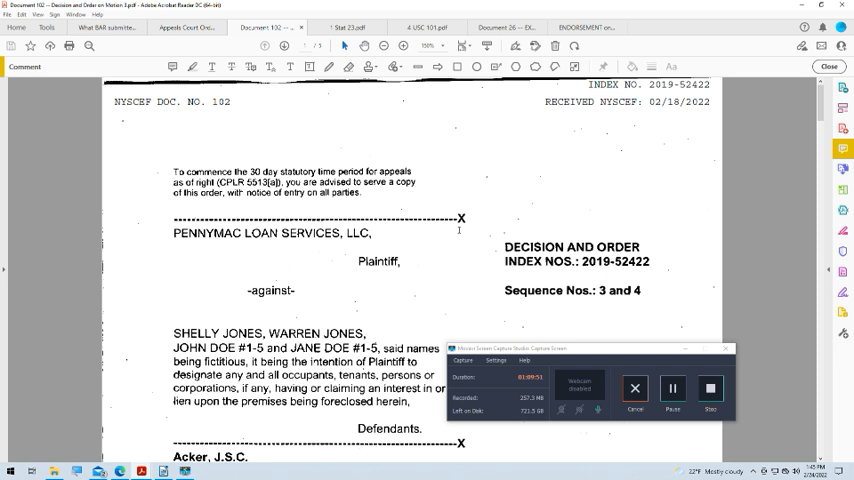 Document 102 -- Decision and Order on Motion 3.pdf - Adobe Acrobat Reader DC (64-bit)
File Edit View Sign Window Help
Home Tools What BAR submitte... Appeals Court Ord... Document 102 -- ... × 1 Stat 23.pdf 4 USC 101.pdf Document 26 -- EX... ENDORSEMENT on...
1 / 5 150%
Comment Close
INDEX NO. 2019-52422
NYSCEF DOC. NO. 102 RECEIVED NYSCEF: 02/18/2022
To commence the 30 day statutory time period for appeals
as of right (CPLR 5513[a]), you are advised to serve a copy
of this order, with notice of entry on all parties.
--------------------------------------------------------------X
PENNYMAC LOAN SERVICES, LLC,
DECISION AND ORDER
Plaintiff, INDEX NOS.: 2019-52422
-against- Sequence Nos.: 3 and 4
SHELLY JONES, WARREN JONES,
JOHN DOE #1-5 and JANE DOE #1-5, said names
being fictitious, it being the intention of Plaintiff to
designate any and all occupants, tenants, persons or
corporations, if any, having or claiming an interest in or
lien upon the premises being foreclosed herein,
Defendants.
--------------------------------------------------------------X
Acker, J.S.C.
Movavi Screen Capture Studio: Capture Screen
Capture Settings Help
Duration: 01:09:51
Recorded: 257.3 MB
Left on Disk: 721.5 GB
Webcam
disabled
Cancel Pause Stop
22°F Mostly cloudy 1:45 PM
2/24/2022